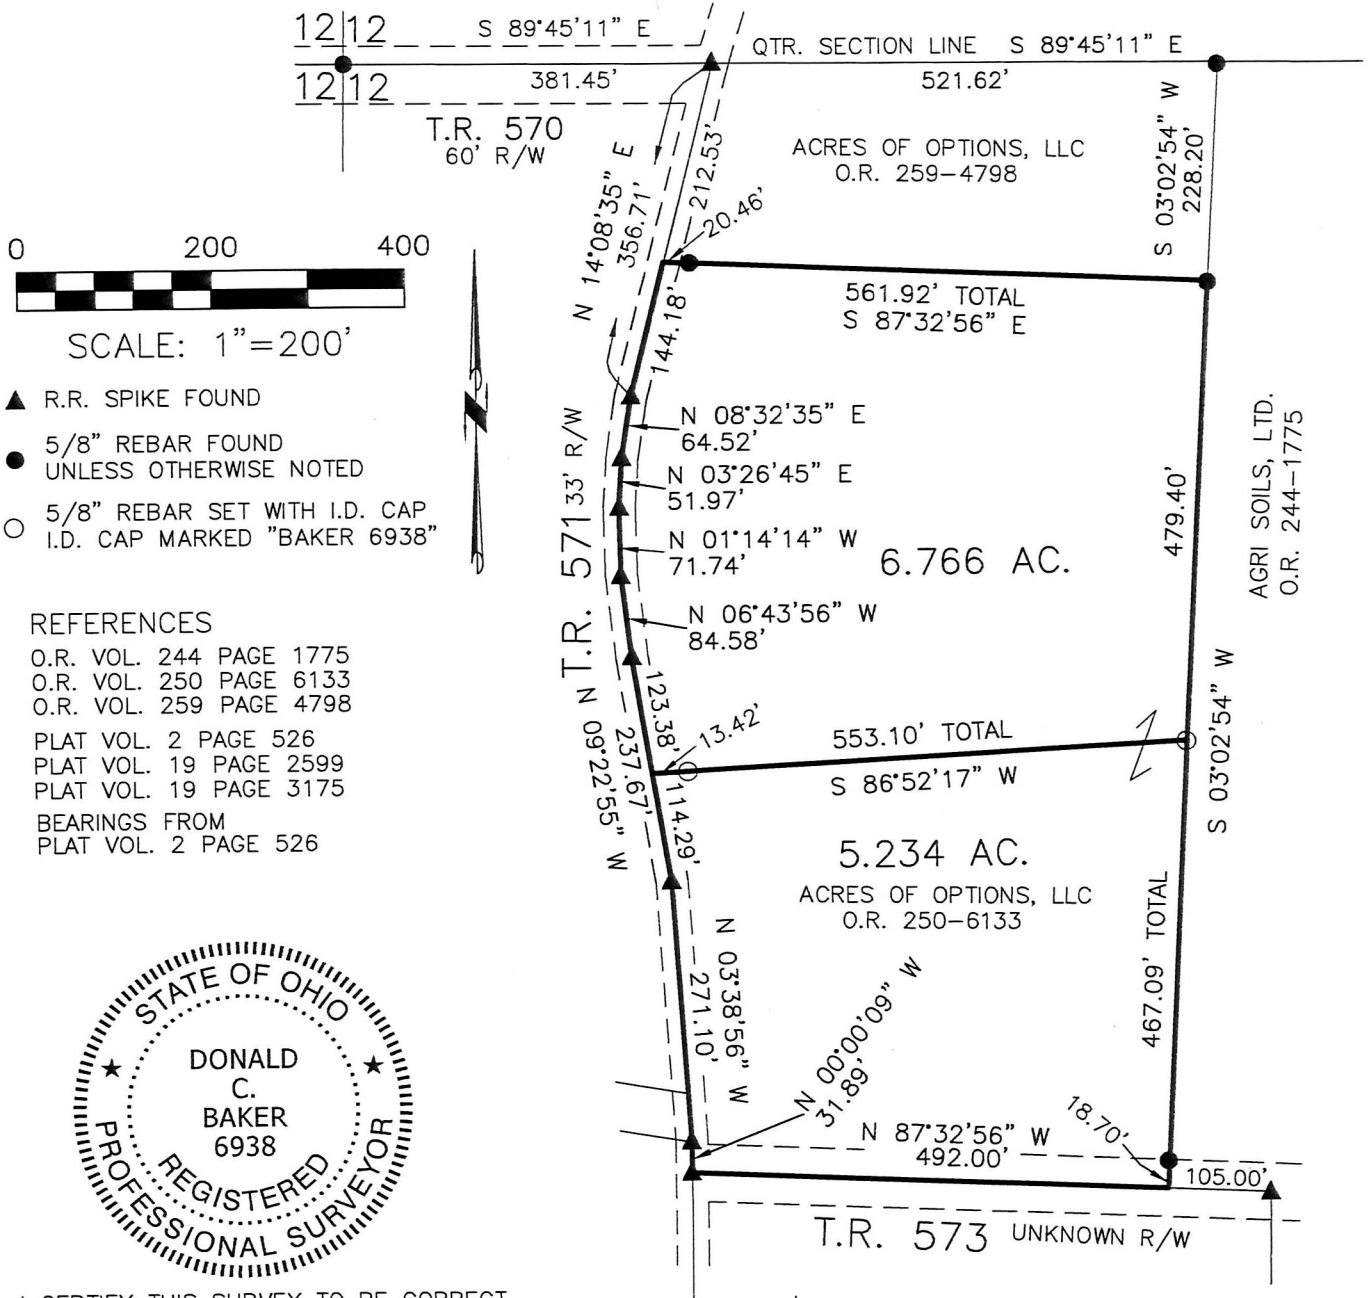 12 12
S 89°45'11" E
QTR. SECTION LINE S 89°45'11" E
12 12
381.45'
521.62'
T.R. 570
60' R/W
ACRES OF OPTIONS, LLC
O.R. 259–4798
S 03°02'54" W
228.20'
N 14°08'35" E
356.71'
212.53'
20.46'
0 200 400
SCALE: 1"=200'
561.92' TOTAL
S 87°32'56" E
144.18'
R.R. SPIKE FOUND
5/8" REBAR FOUND
UNLESS OTHERWISE NOTED
5/8" REBAR SET WITH I.D. CAP
I.D. CAP MARKED "BAKER 6938"
N 08°32'35" E
64.52'
N 03°26'45" E
51.97'
N 01°14'14" W
71.74'
N 06°43'56" W
84.58'
T.R. 571 33' R/W
6.766 AC.
479.40'
AGRI SOILS, LTD.
O.R. 244–1775
REFERENCES
O.R. VOL. 244 PAGE 1775
O.R. VOL. 250 PAGE 6133
O.R. VOL. 259 PAGE 4798
PLAT VOL. 2 PAGE 526
PLAT VOL. 19 PAGE 2599
PLAT VOL. 19 PAGE 3175
BEARINGS FROM
PLAT VOL. 2 PAGE 526
123.38'
237.67'
N 09°22'55" W
13.42'
553.10' TOTAL
S 86°52'17" W
S 03°02'54" W
114.29'
5.234 AC.
ACRES OF OPTIONS, LLC
O.R. 250–6133
467.09' TOTAL
N 03°38'56" W
271.10'
N 00°00'09" W
31.89'
N 87°32'56" W
492.00'
18.70'
105.00'
T.R. 573 UNKNOWN R/W
STATE OF OHIO
DONALD
C.
BAKER
6938
REGISTERED
PROFESSIONAL SURVEYOR
I CERTIFY THIS SURVEY TO BE CORRECT